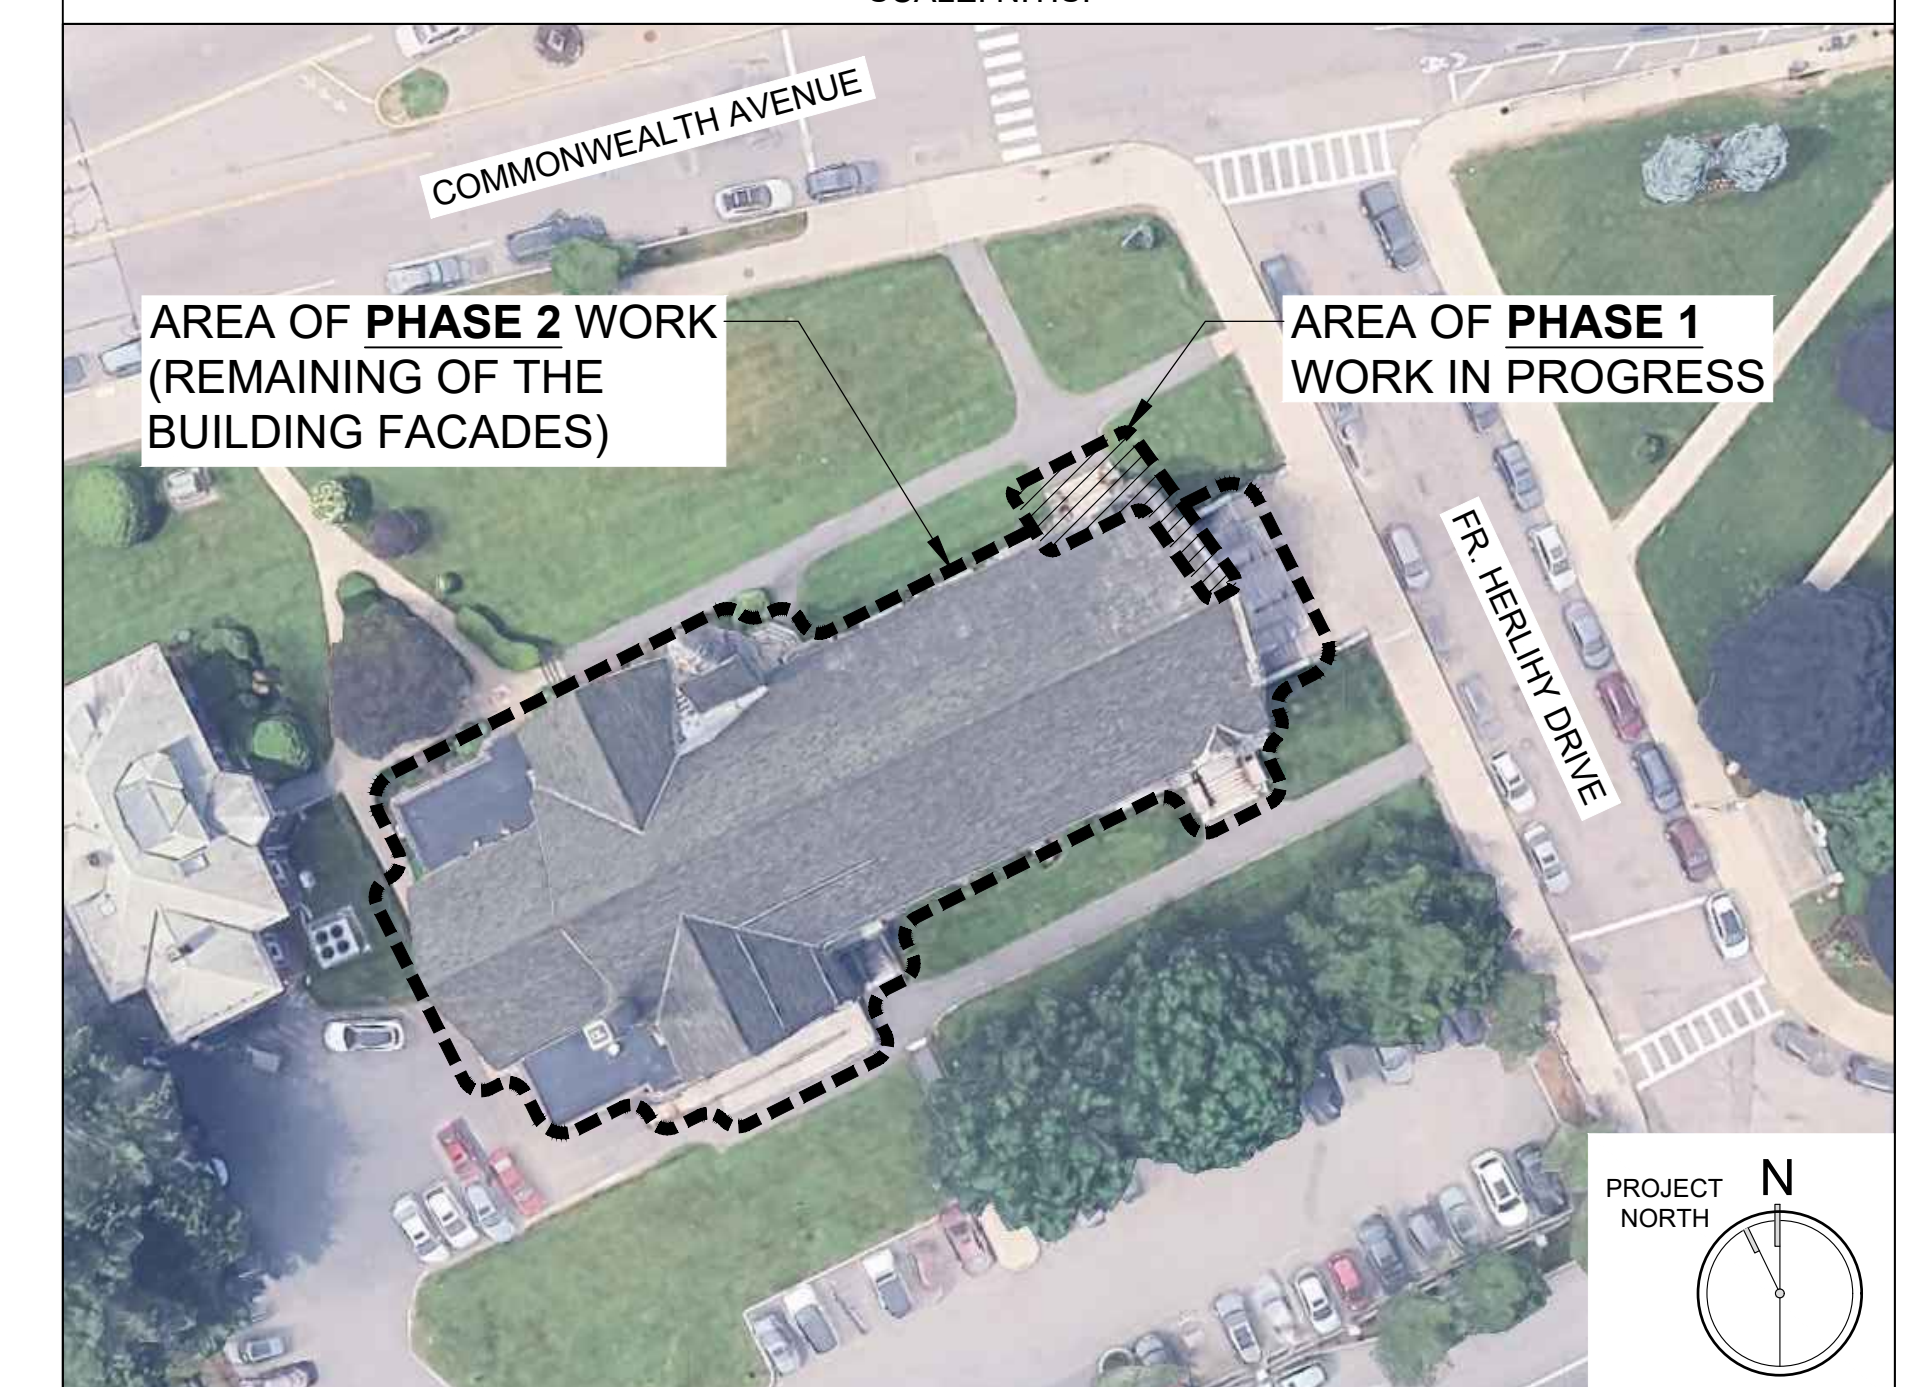 COMMONWEALTH AVENUE
AREA OF PHASE 2 WORK
(REMAINING OF THE
BUILDING FACADES)
AREA OF PHASE 1
WORK IN PROGRESS
FR. HERLIHY DRIVE
PROJECT
NORTH
N